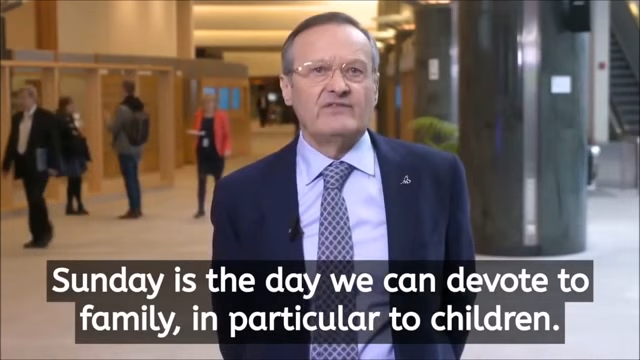 Sunday is the day we can devote to
family, in particular to children.